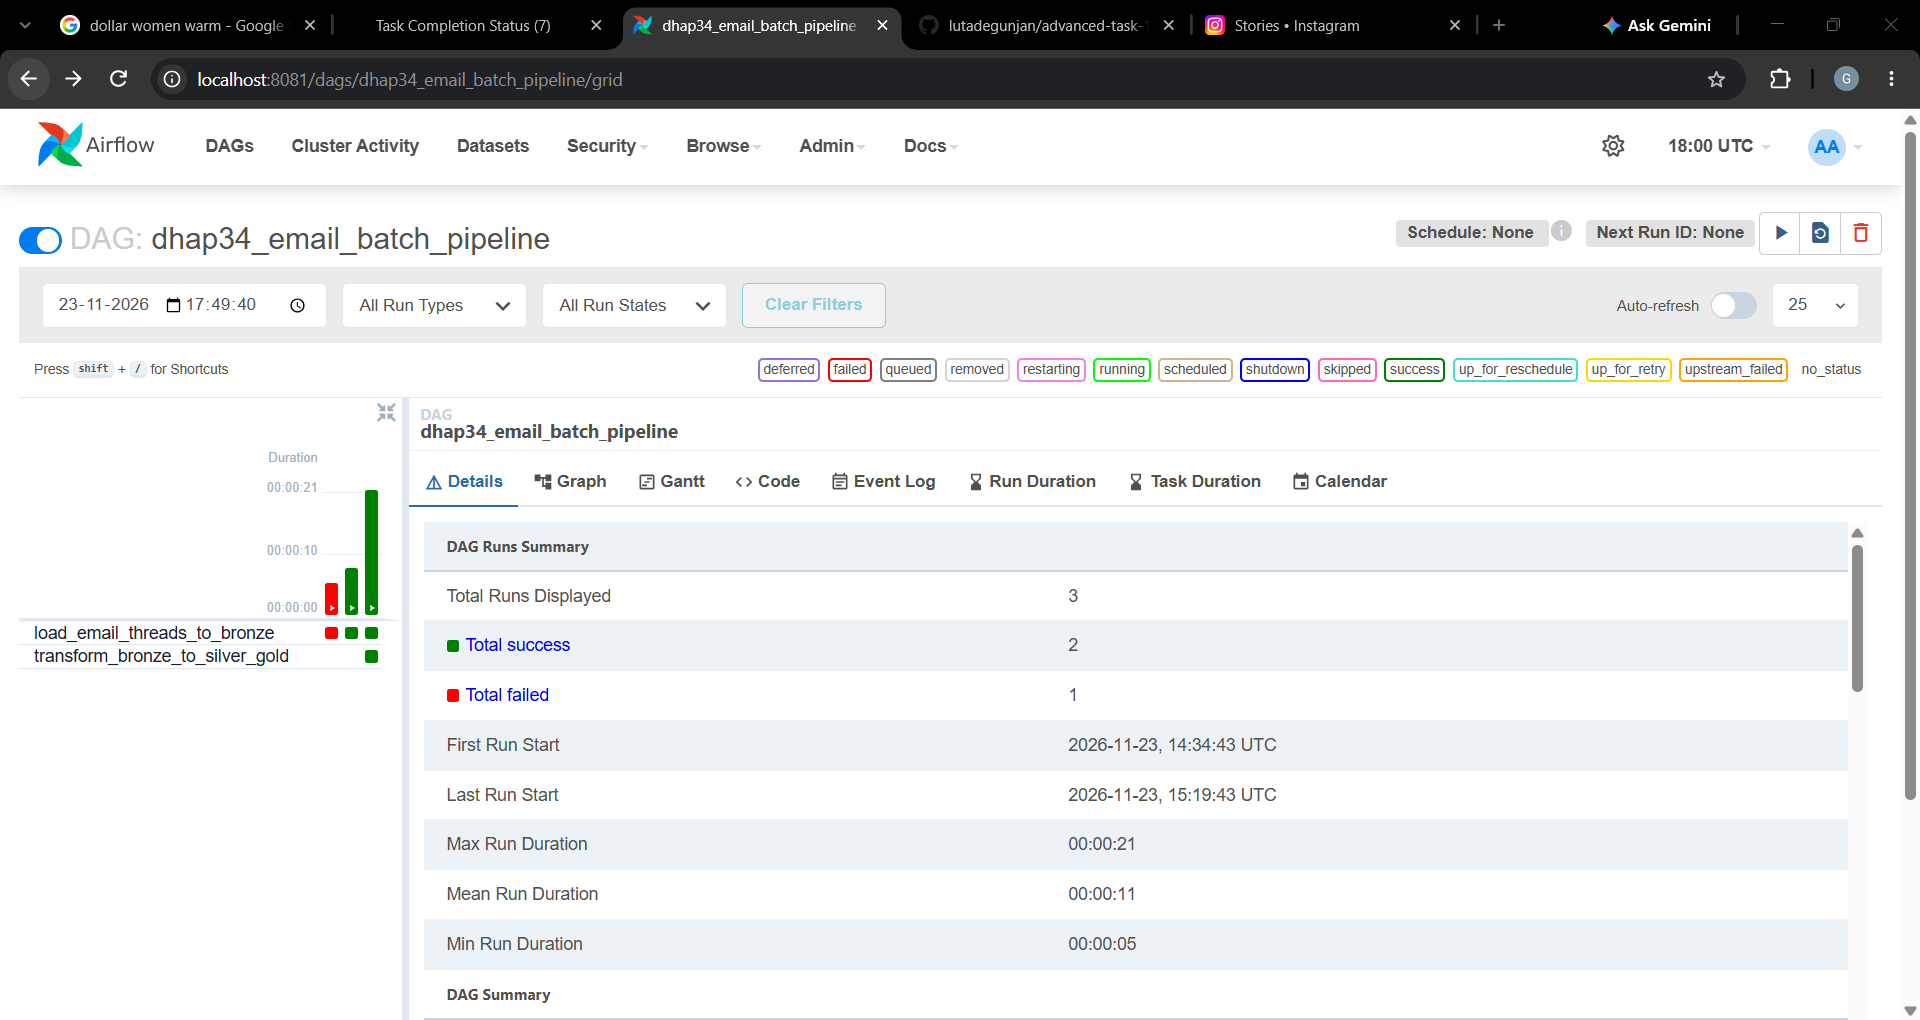 dollar women warm - Google
Task Completion Status (7)
dhap34_email_batch_pipeline
lutadegunjan/advanced-task-
Stories • Instagram
Ask Gemini
localhost:8081/dags/dhap34_email_batch_pipeline/grid
G
Airflow
DAGs
Cluster Activity
Datasets
Security
Browse
Admin
Docs
18:00 UTC
AA
DAG: dhap34_email_batch_pipeline
Schedule: None
Next Run ID: None
23-11-2026 17:49:40
All Run Types
All Run States
Clear Filters
Auto-refresh
25
Press shift + / for Shortcuts
deferred
failed
queued
removed
restarting
running
scheduled
shutdown
skipped
success
up_for_reschedule
up_for_retry
upstream_failed
no_status
Duration
00:00:21
00:00:10
00:00:00
load_email_threads_to_bronze
transform_bronze_to_silver_gold
DAG
dhap34_email_batch_pipeline
Details
Graph
Gantt
Code
Event Log
Run Duration
Task Duration
Calendar
DAG Runs Summary
Total Runs Displayed 3
Total success 2
Total failed 1
First Run Start 2026-11-23, 14:34:43 UTC
Last Run Start 2026-11-23, 15:19:43 UTC
Max Run Duration 00:00:21
Mean Run Duration 00:00:11
Min Run Duration 00:00:05
DAG Summary